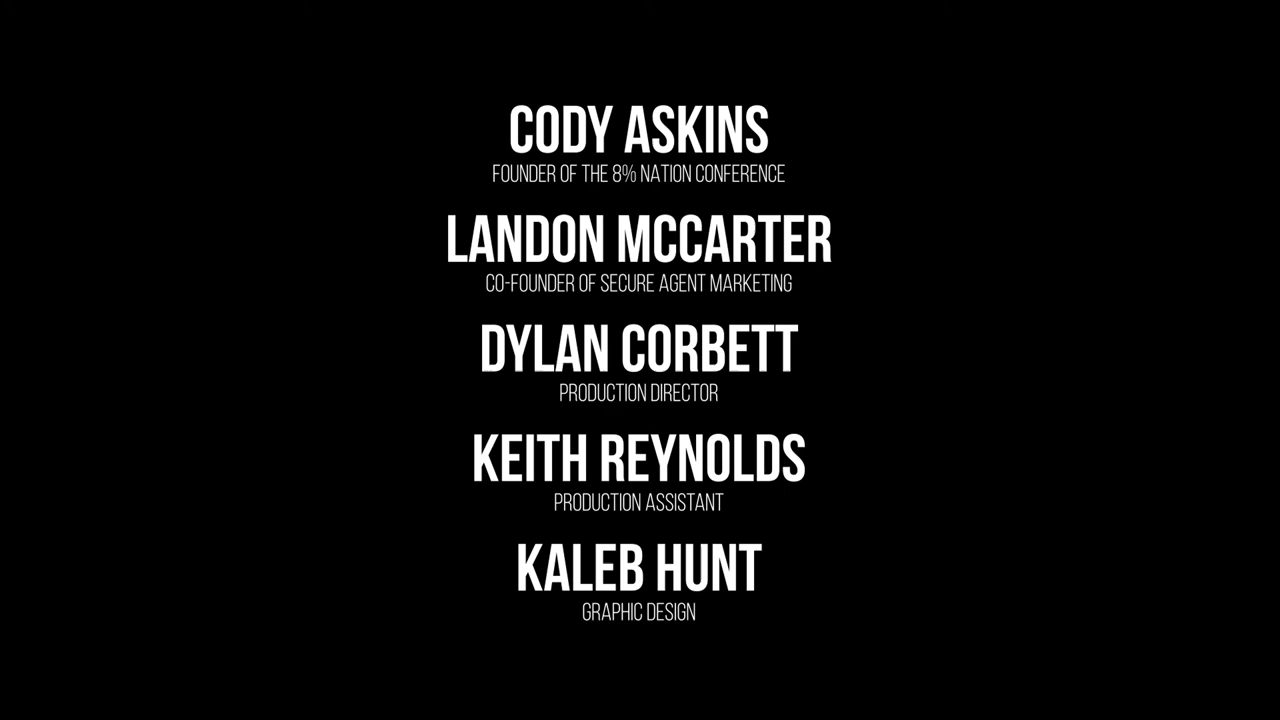 CODY ASKINS
FOUNDER OF THE 8% NATION CONFERENCE
LANDON MCCARTER
CO-FOUNDER OF SECURE AGENT MARKETING
DYLAN CORBETT
PRODUCTION DIRECTOR
KEITH REYNOLDS
PRODUCTION ASSISTANT
KALEB HUNT
GRAPHIC DESIGN